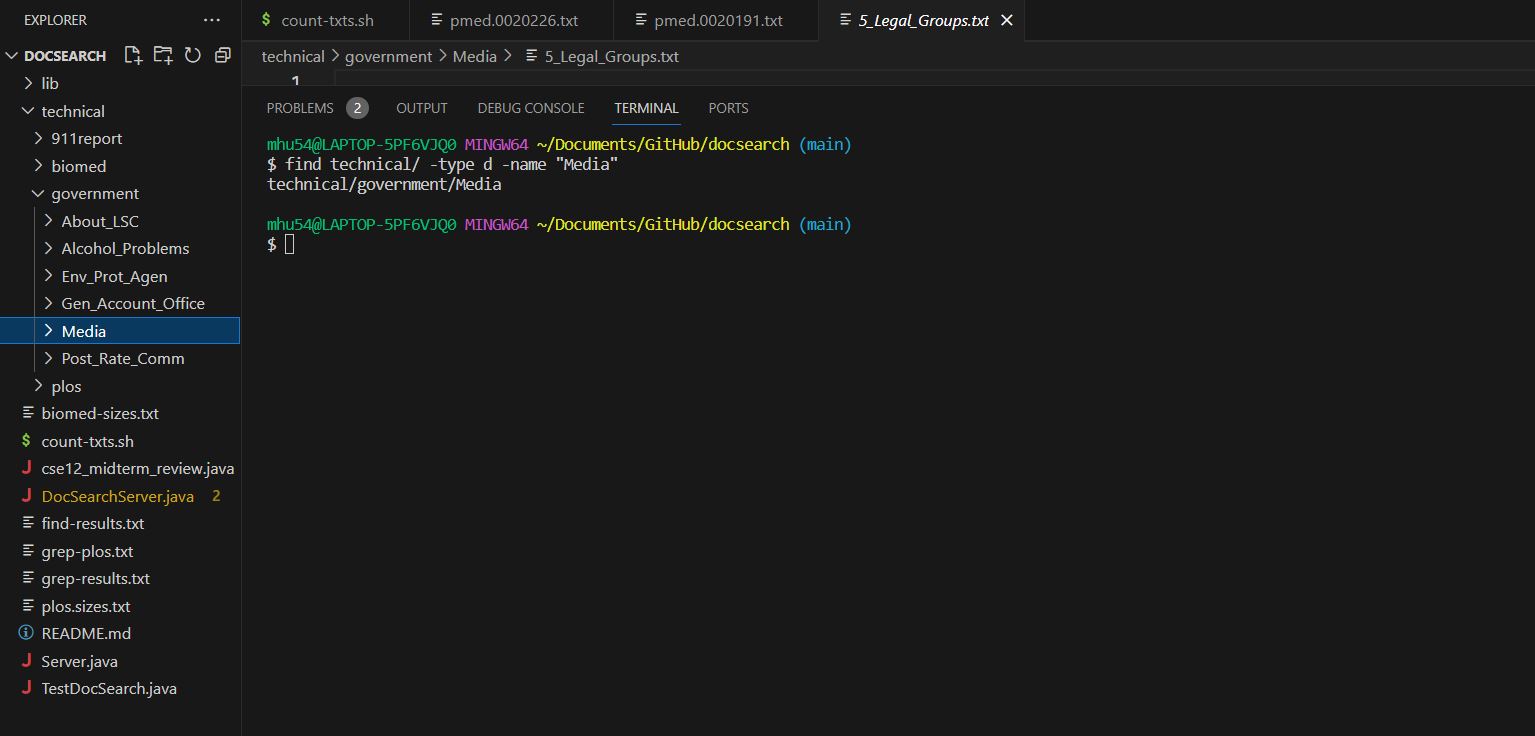 EXPLORER
DOCSEARCH
lib
technical
911report
biomed
government
About_LSC
Alcohol_Problems
Env_Prot_Agen
Gen_Account_Office
Media
Post_Rate_Comm
plos
biomed-sizes.txt
count-txts.sh
cse12_midterm_review.java
DocSearchServer.java 2
find-results.txt
grep-plos.txt
grep-results.txt
plos.sizes.txt
README.md
Server.java
TestDocSearch.java
count-txts.sh pmed.0020226.txt pmed.0020191.txt 5_Legal_Groups.txt
technical > government > Media > 5_Legal_Groups.txt
1
PROBLEMS 2 OUTPUT DEBUG CONSOLE TERMINAL PORTS
mhu54@LAPTOP-5PF6VJQ0 MINGW64 ~/Documents/GitHub/docsearch (main)
$ find technical/ -type d -name "Media"
technical/government/Media
mhu54@LAPTOP-5PF6VJQ0 MINGW64 ~/Documents/GitHub/docsearch (main)
$